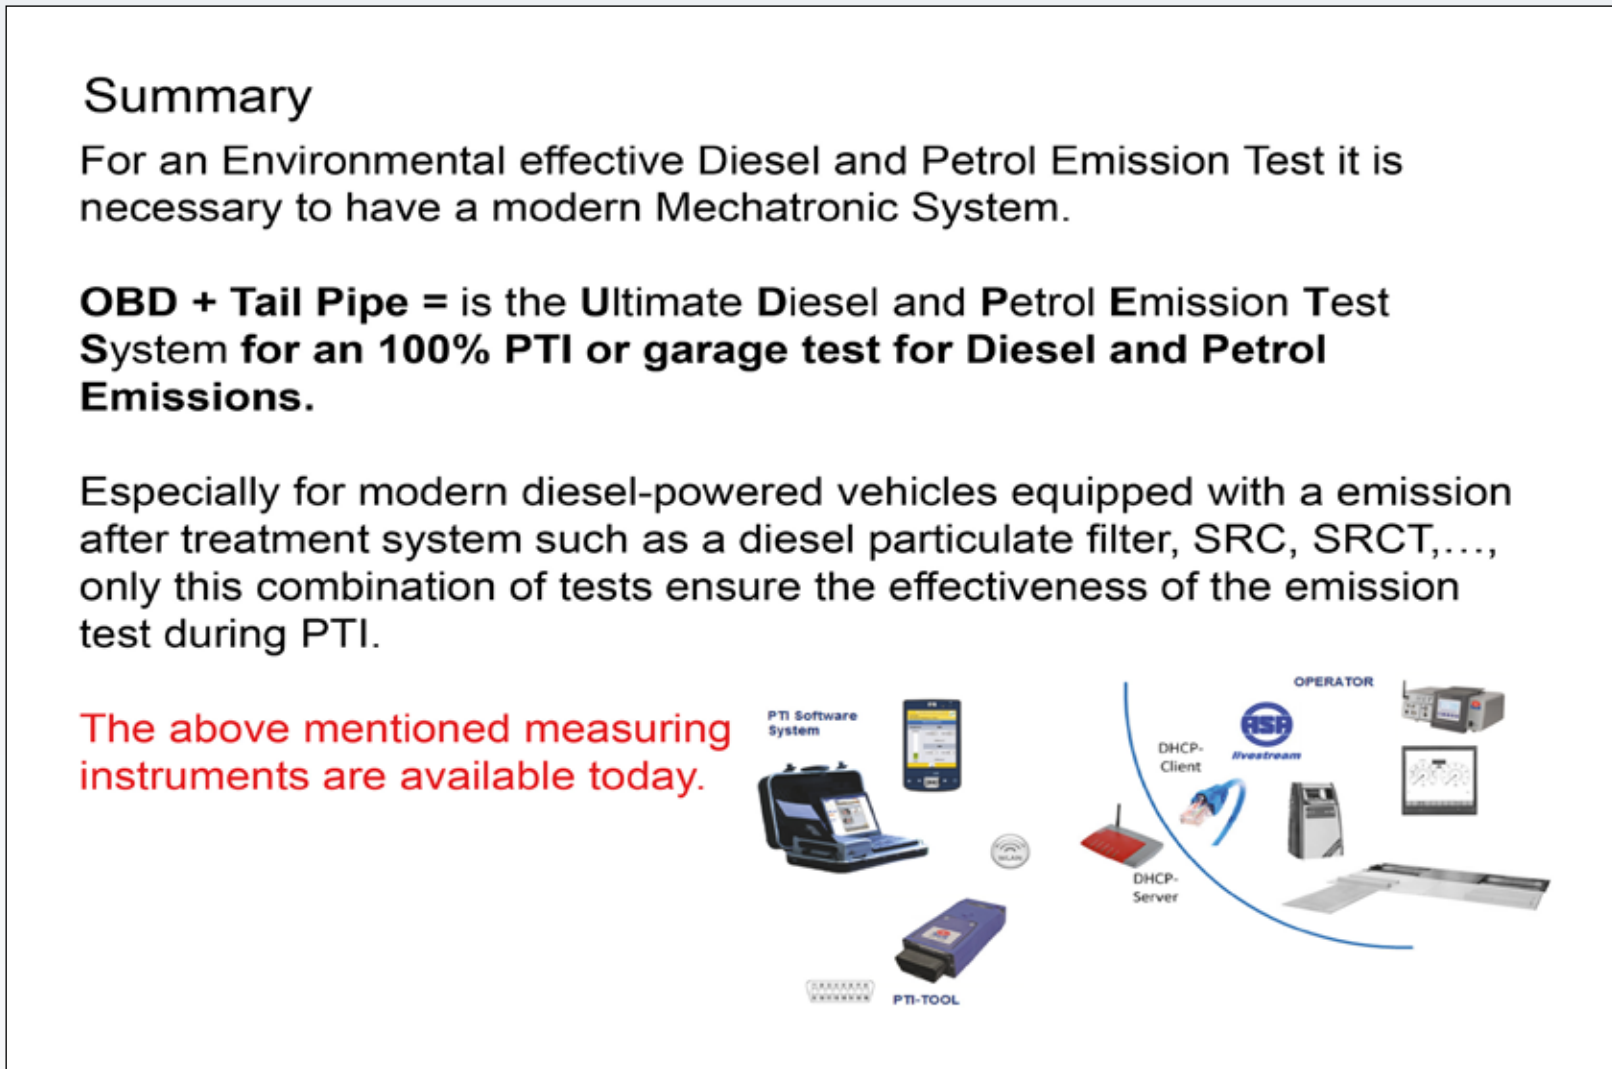 Summary
For an Environmental effective Diesel and Petrol Emission Test it is
necessary to have a modern Mechatronic System.
OBD + Tail Pipe = is the Ultimate Diesel and Petrol Emission Test
System for an 100% PTI or garage test for Diesel and Petrol
Emissions.
Especially for modern diesel-powered vehicles equipped with a emission
after treatment system such as a diesel particulate filter, SRC, SRCT,…,
only this combination of tests ensure the effectiveness of the emission
test during PTI.
The above mentioned measuring
instruments are available today.
PTI Software
System
OPERATOR
ASA
livestream
DHCP-
Client
WLAN
DHCP-
Server
PTI-TOOL